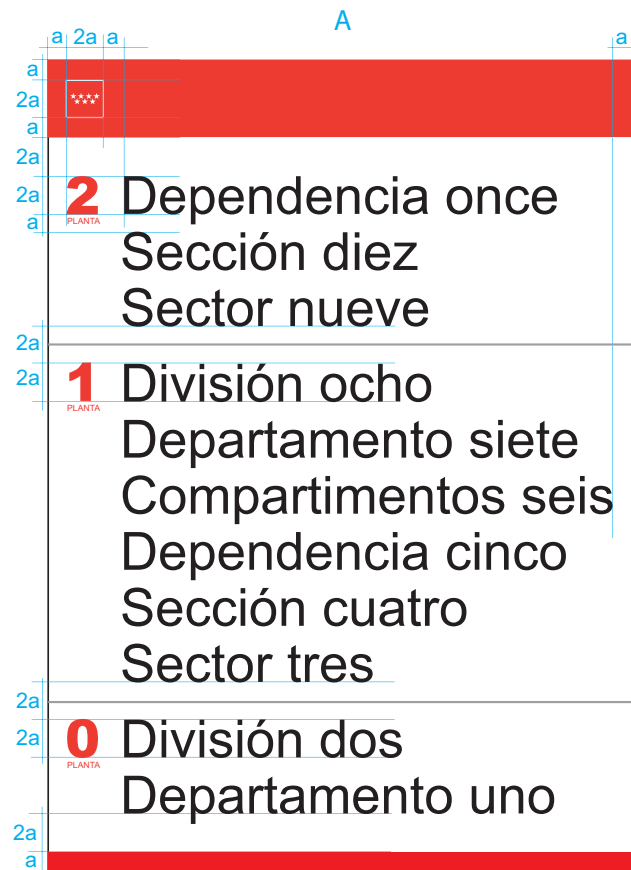 A
a 2a a a
a
2a
a
2a
2a 2 Dependencia once
a PLANTA
Sección diez
Sector nueve
2a
2a 1 División ocho
PLANTA
Departamento siete
Compartimentos seis
Dependencia cinco
Sección cuatro
Sector tres
2a
2a 0 División dos
PLANTA
Departamento uno
2a
a